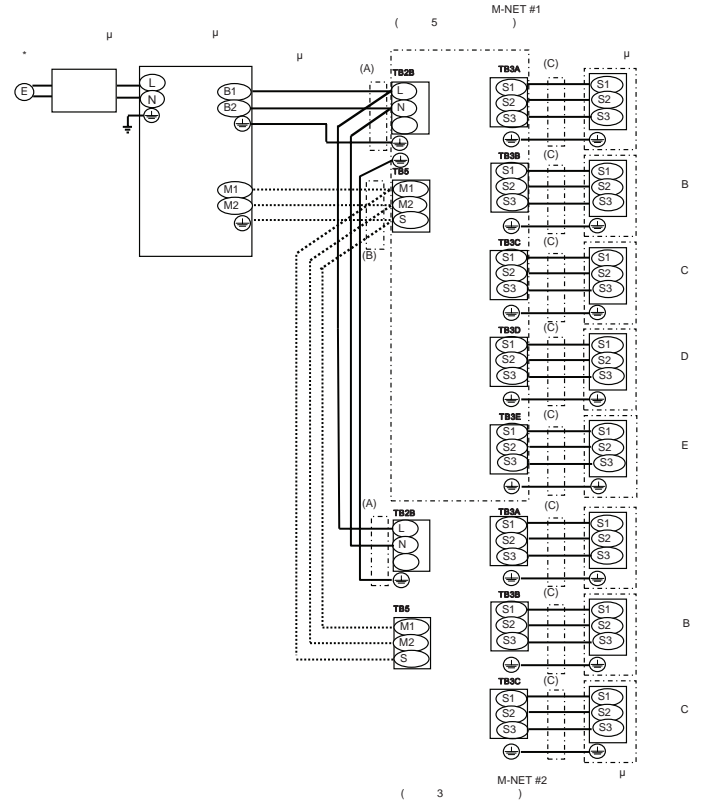 M-NET #1
( 5 )
*
µ
µ
µ
µ
E
L
N
B1
B2
M1
M2
(A)
TB2B
L
N
TB5
M1
M2
S
(B)
TB3A
S1
S2
S3
(C)
S1
S2
S3
TB3B
S1
S2
S3
(C)
S1
S2
S3
B
TB3C
S1
S2
S3
(C)
S1
S2
S3
C
TB3D
S1
S2
S3
(C)
S1
S2
S3
D
TB3E
S1
S2
S3
(C)
S1
S2
S3
E
(A)
TB2B
L
N
TB5
M1
M2
S
TB3A
S1
S2
S3
(C)
S1
S2
S3
TB3B
S1
S2
S3
(C)
S1
S2
S3
B
TB3C
S1
S2
S3
(C)
S1
S2
S3
C
µ
M-NET #2
( 3 )